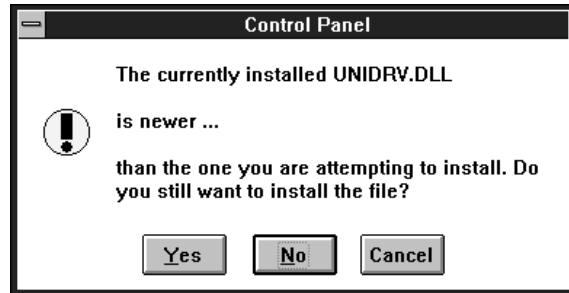 Control Panel
The currently installed UNIDRV.DLL
is newer ...
than the one you are attempting to install. Do
you still want to install the file?
Yes
No
Cancel